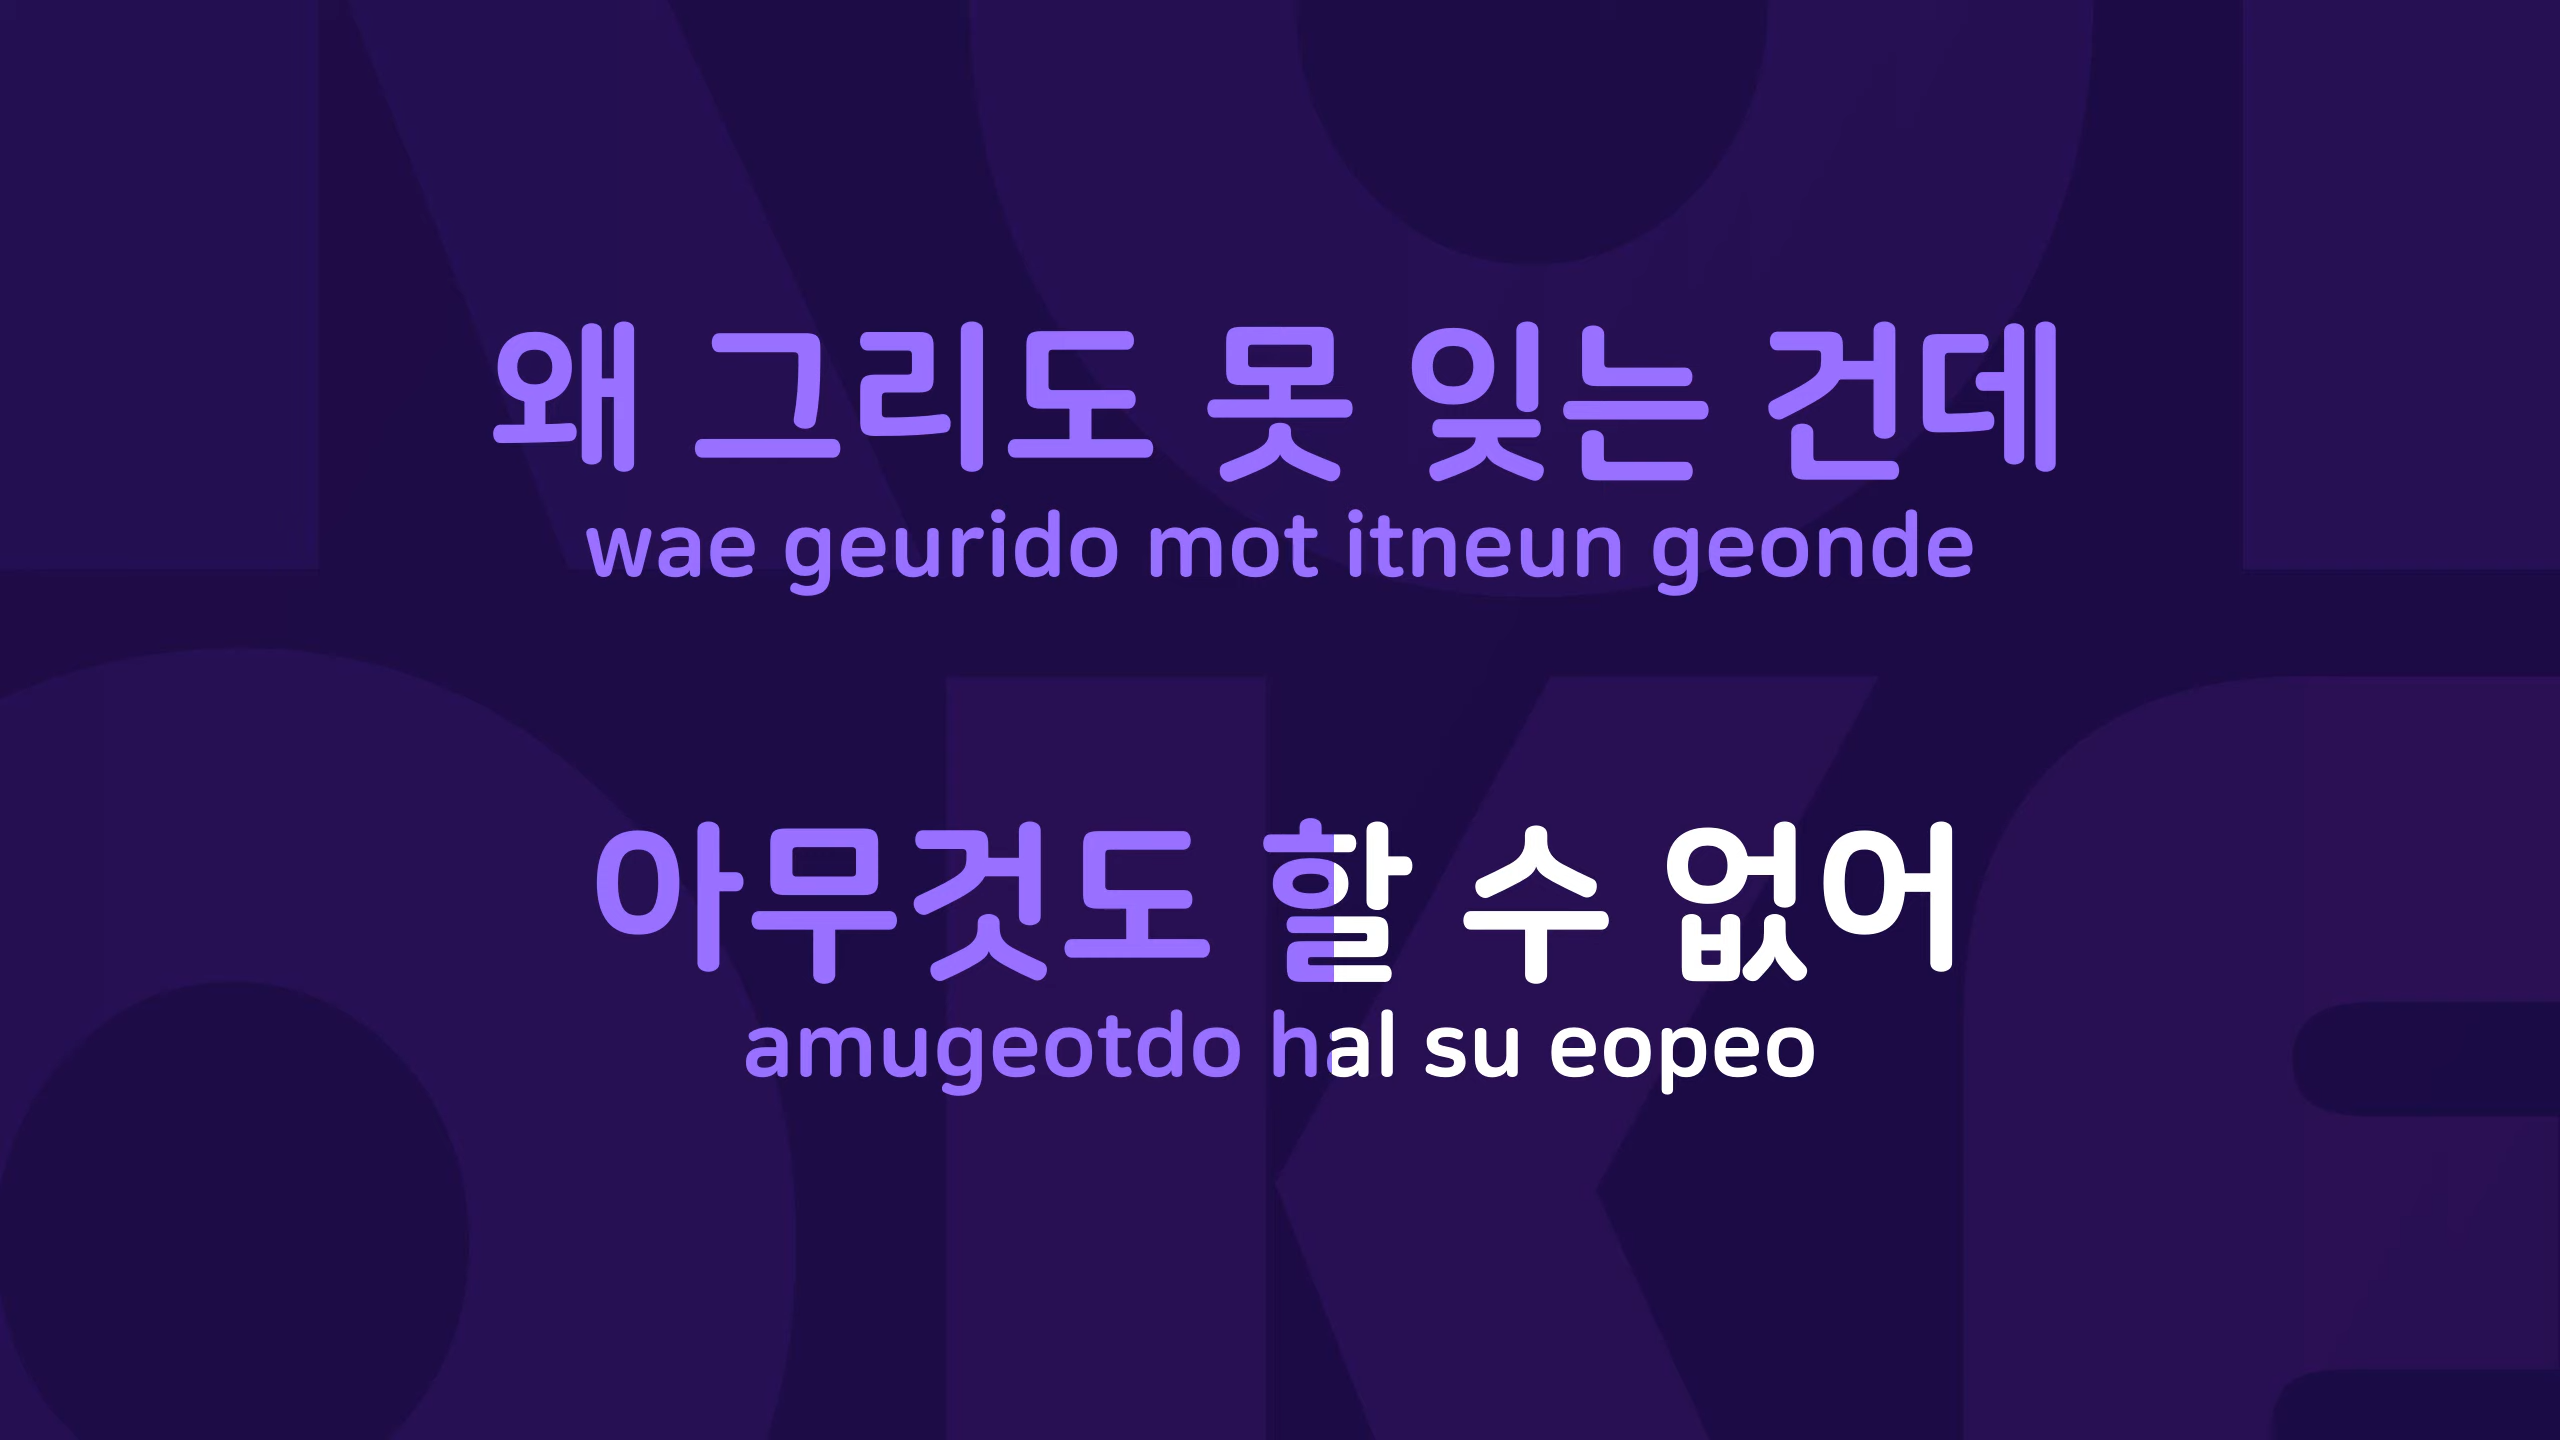 왜 그리도 못 잊는 건데
wae geurido mot itneun geonde
아무것도 할 수 없어
amugeotdo hal su eopeo